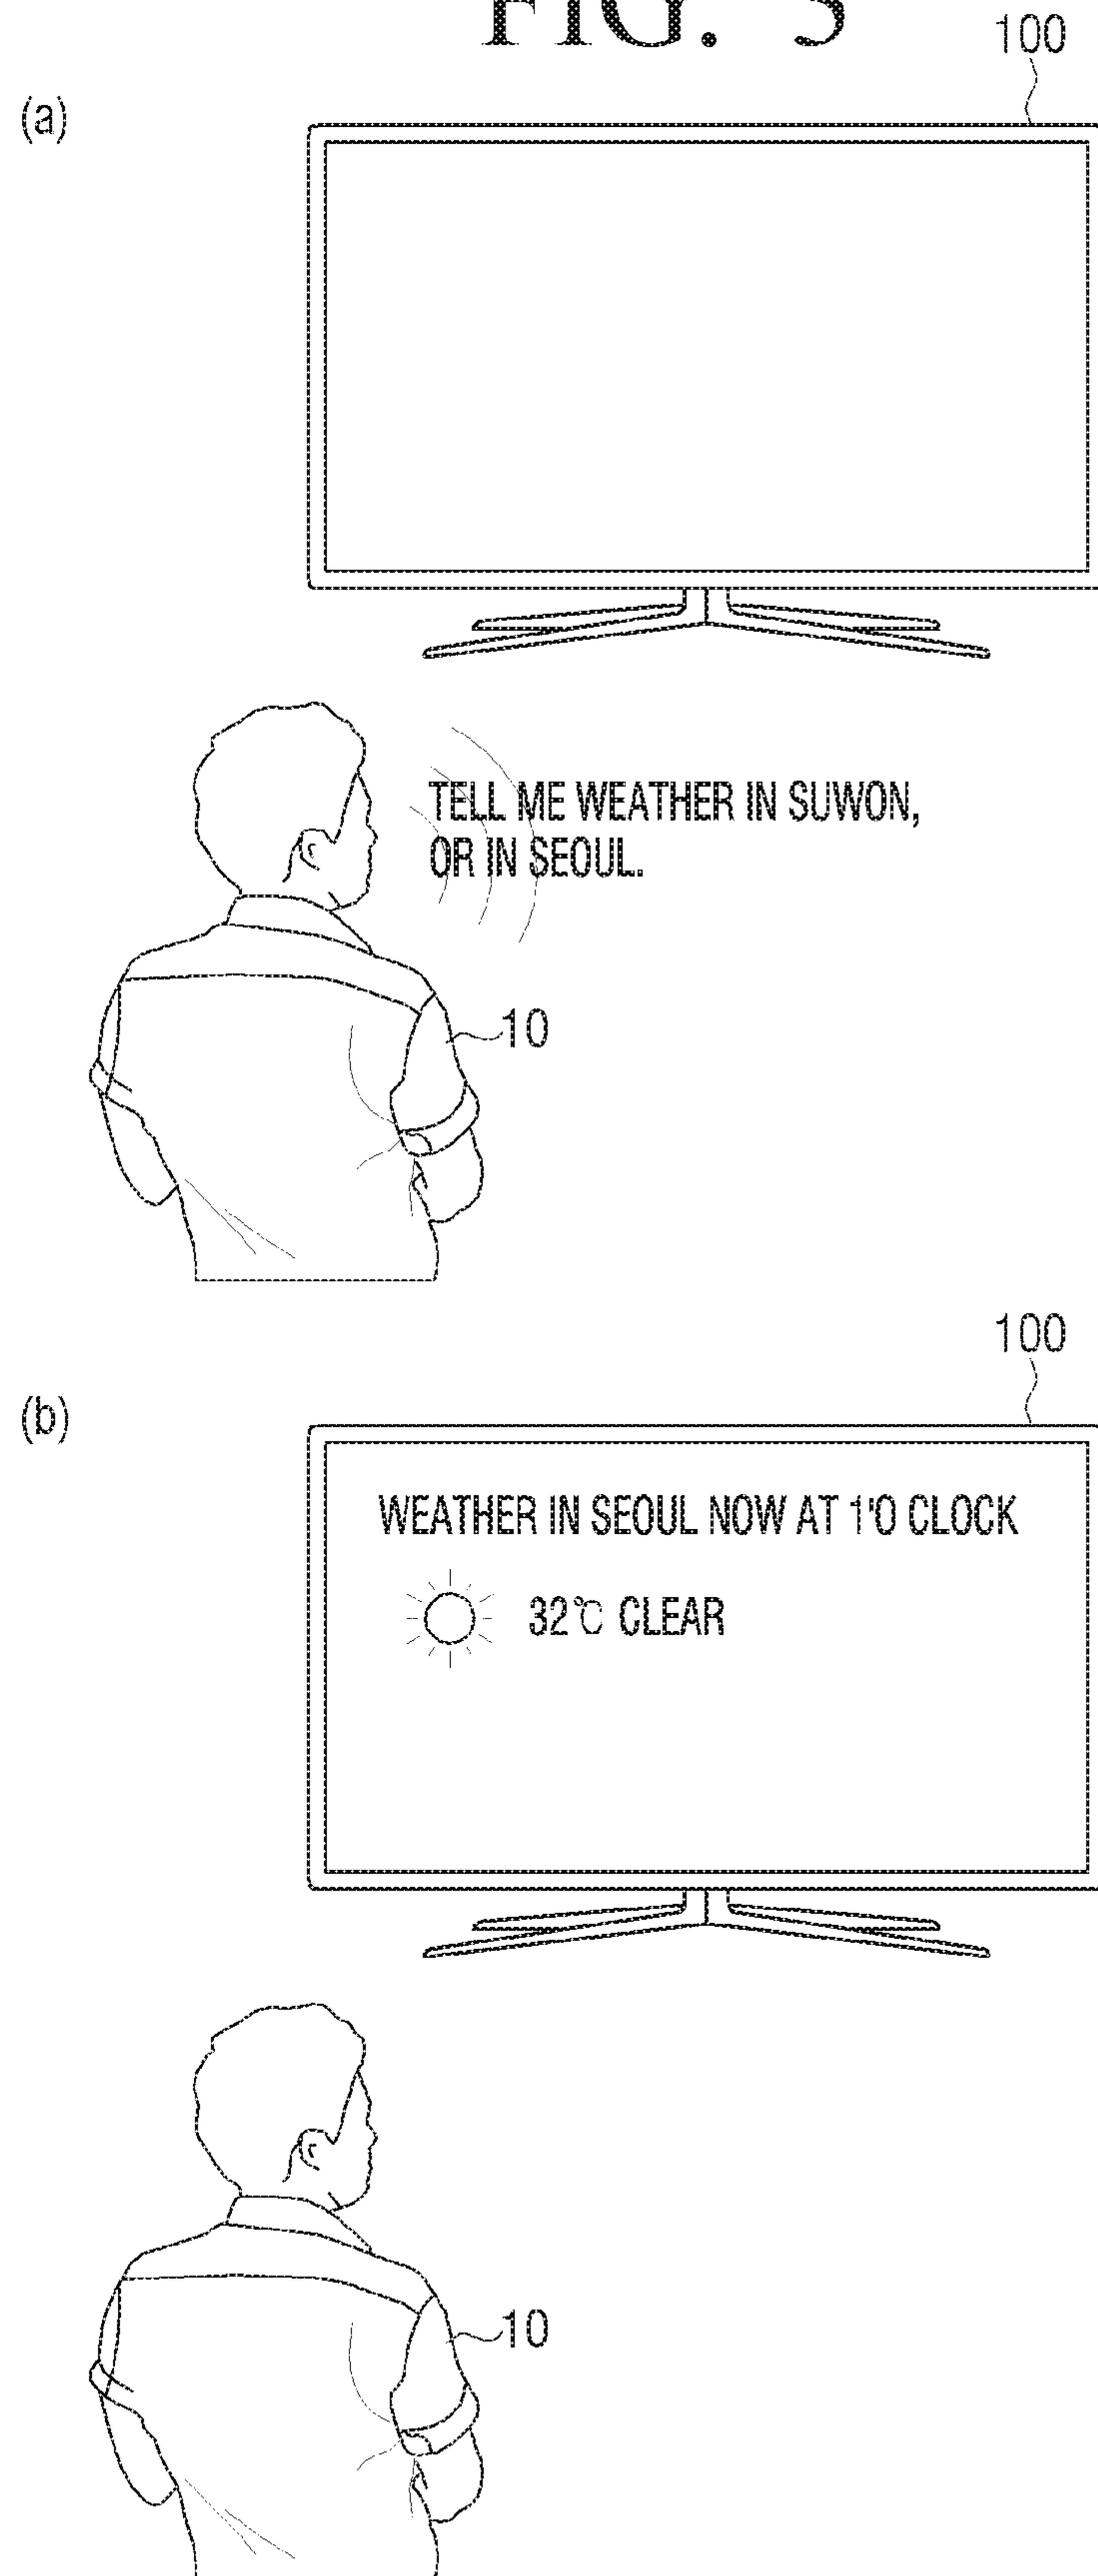 FIG. 5
100
(a)
TELL ME WEATHER IN SUWON,
OR IN SEOUL.
10
100
(b)
WEATHER IN SEOUL NOW AT 1'O CLOCK
32℃ CLEAR
10